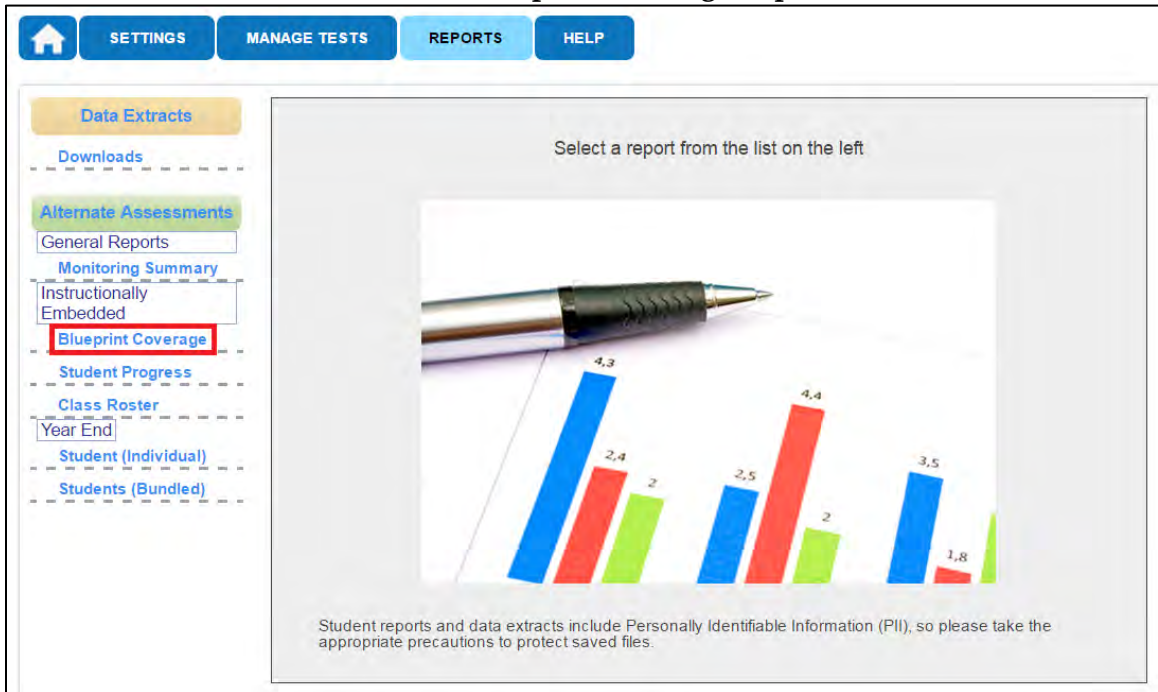 SETTINGS
MANAGE TESTS
REPORTS
HELP
Data Extracts
Downloads
Alternate Assessments
General Reports
Monitoring Summary
Instructionally
Embedded
Blueprint Coverage
Student Progress
Class Roster
Year End
Student (Individual)
Students (Bundled)
Select a report from the list on the left
4,3
2,4
2
2,5
4,4
2
3,5
1,8
Student reports and data extracts include Personally Identifiable Information (PII), so please take the
appropriate precautions to protect saved files.